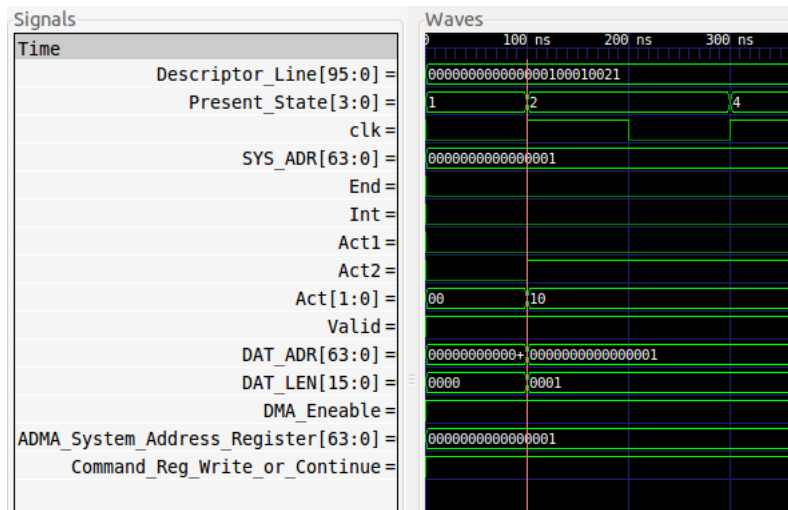 Signals
Waves
Time
0 100 ns 200 ns 300 ns
Descriptor_Line[95:0] = 000000000000000100010021
Present_State[3:0] = 1 2 4
clk =
SYS_ADR[63:0] = 0000000000000001
End =
Int =
Act1 =
Act2 =
Act[1:0] = 00 10
Valid =
DAT_ADR[63:0] = 00000000000+ 0000000000000001
DAT_LEN[15:0] = 0000 0001
DMA_Eneable =
ADMA_System_Address_Register[63:0] = 0000000000000001
Command_Reg_Write_or_Continue =